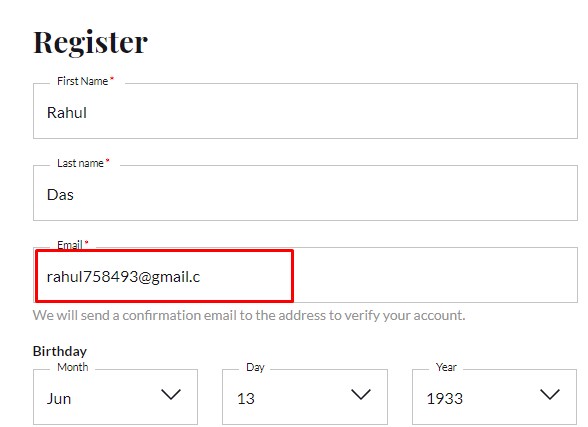 Register
First Name *
Rahul
Last name *
Das
Email *
rahul758493@gmail.c
We will send a confirmation email to the address to verify your account.
Birthday
Month Day Year
Jun 13 1933